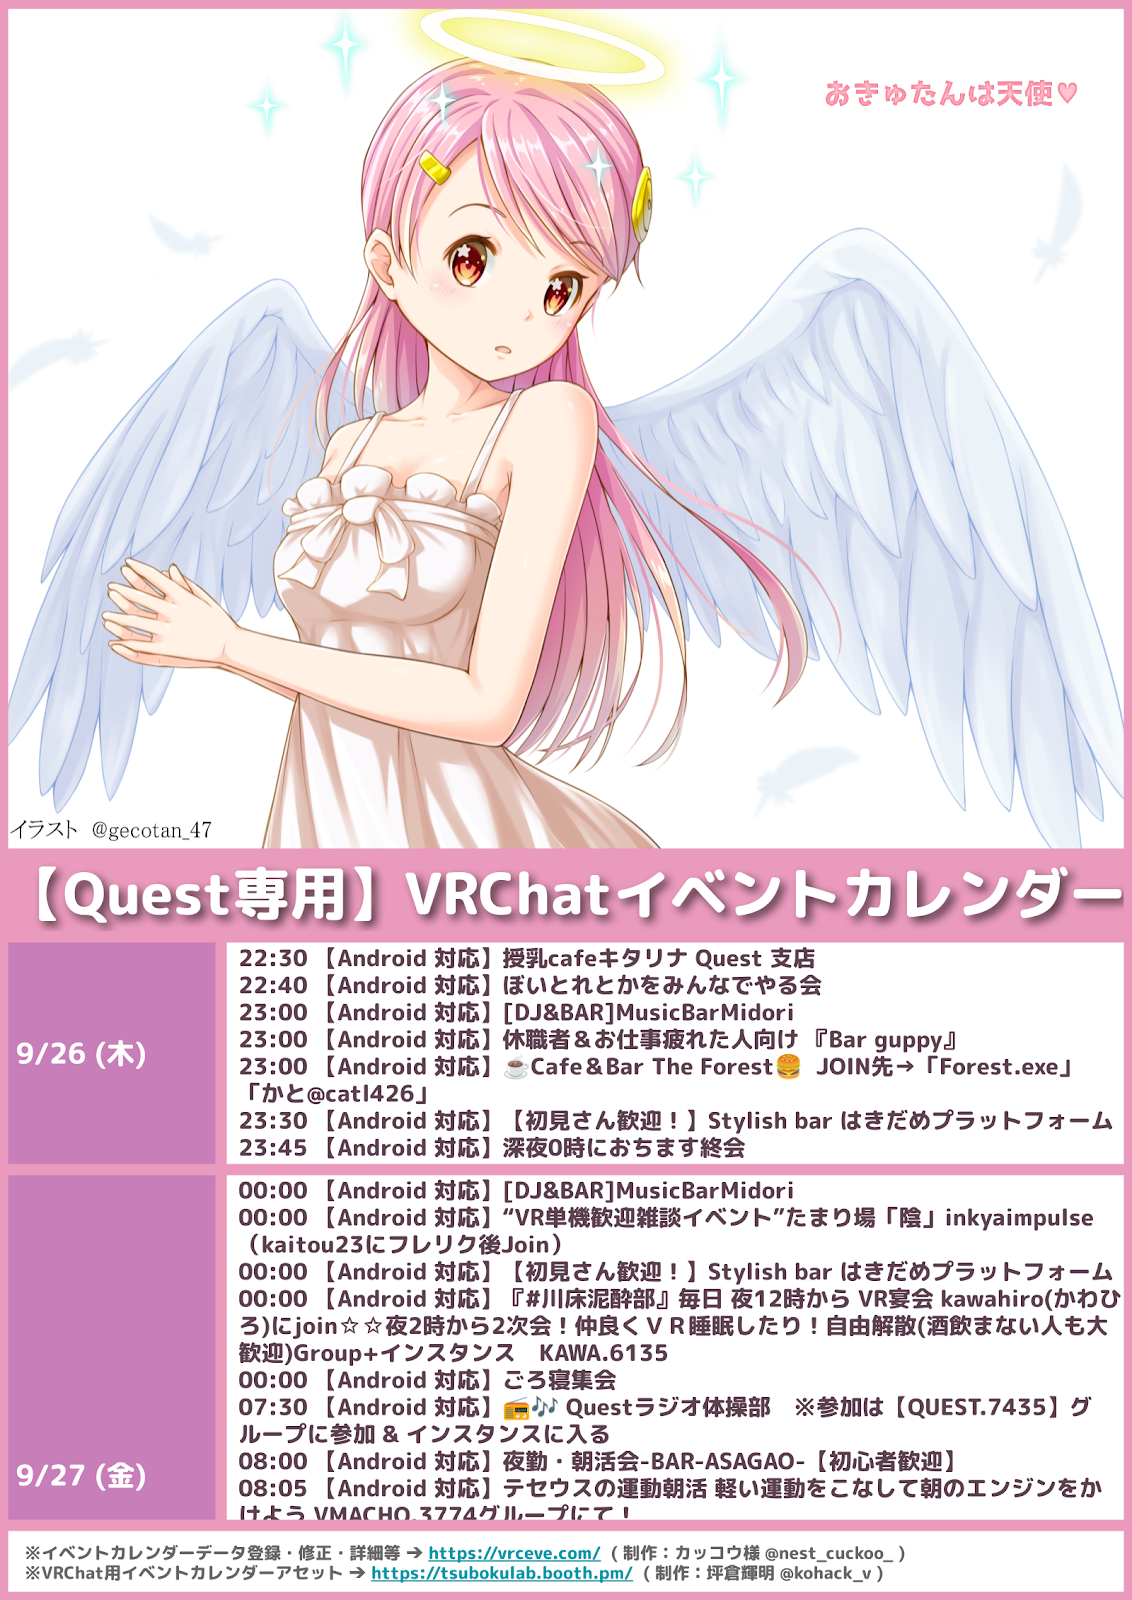 おきゅたんは天使♥
イラスト @gecotan_47
【Quest専用】VRChatイベントカレンダー
9/26 (木)
22:30 【Android 対応】授乳cafeキタリナ Quest 支店
22:40 【Android 対応】ぼいとれとかをみんなでやる会
23:00 【Android 対応】[DJ&BAR]MusicBarMidori
23:00 【Android 対応】休職者＆お仕事疲れた人向け 『Bar guppy』
23:00 【Android 対応】☕Cafe＆Bar The Forest🍔 JOIN先→「Forest.exe」
「かと@catl426」
23:30 【Android 対応】【初見さん歓迎！】Stylish bar はきだめプラットフォーム
23:45 【Android 対応】深夜0時におちます終会
9/27 (金)
00:00 【Android 対応】[DJ&BAR]MusicBarMidori
00:00 【Android 対応】“VR単機歓迎雑談イベント”たまり場「陰」inkyaimpulse
（kaitou23にフレリク後Join）
00:00 【Android 対応】【初見さん歓迎！】Stylish bar はきだめプラットフォーム
00:00 【Android 対応】『#川床泥酔部』毎日 夜12時から VR宴会 kawahiro(かわひ
ろ)にjoin☆☆夜2時から2次会！仲良くＶＲ睡眠したり！自由解散(酒飲まない人も大
歓迎)Group+インスタンス　KAWA.6135
00:00 【Android 対応】ごろ寝集会
07:30 【Android 対応】📻🎶 Questラジオ体操部　※参加は【QUEST.7435】グ
ループに参加 & インスタンスに入る
08:00 【Android 対応】夜勤・朝活会-BAR-ASAGAO-【初心者歓迎】
08:05 【Android 対応】テセウスの運動朝活 軽い運動をこなして朝のエンジンをか
けよう VMACHO.3774グループにて！
※イベントカレンダーデータ登録・修正・詳細等 → https://vrceve.com/ ( 制作：カッコウ様 @nest_cuckoo_ )
※VRChat用イベントカレンダーアセット → https://tsubokulab.booth.pm/ ( 制作：坪倉輝明 @kohack_v )